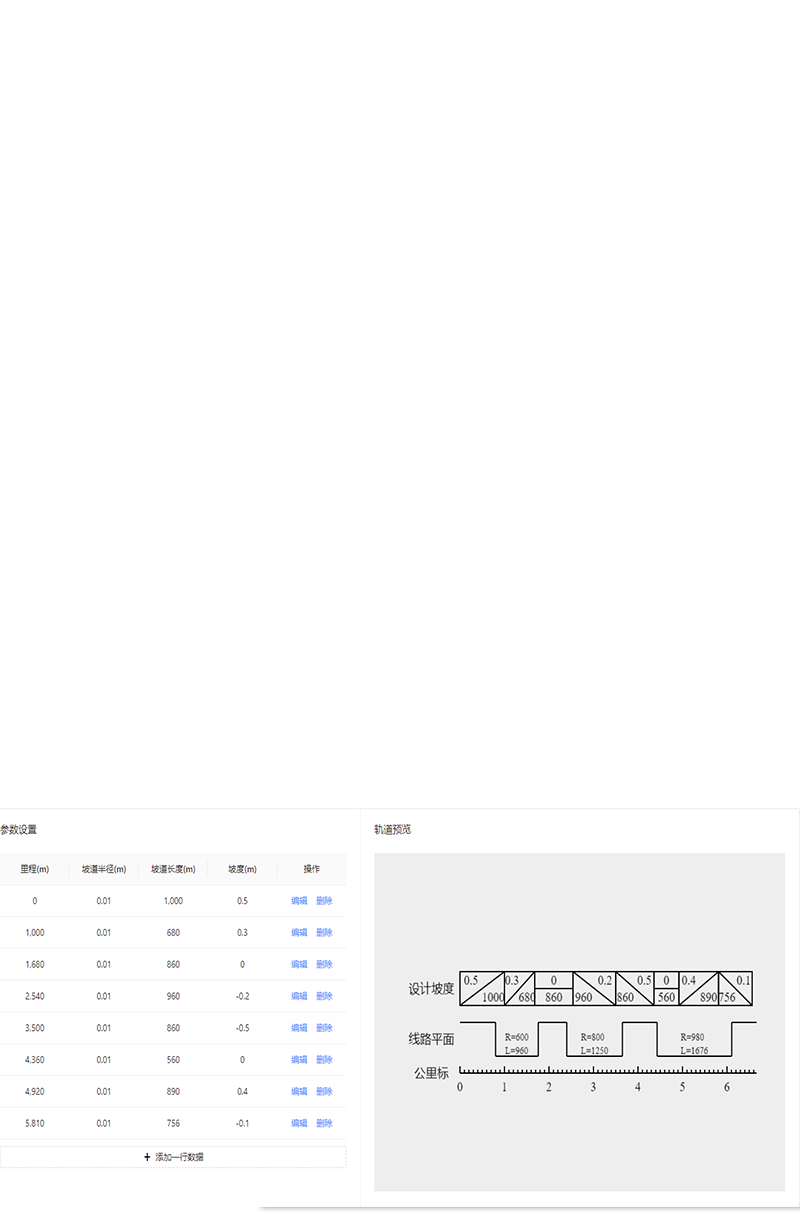 参数设置
里程(m) 坡道半径(m) 坡道长度(m) 坡度(m) 操作
0 0.01 1,000 0.5 编辑 删除
1,000 0.01 680 0.3 编辑 删除
1,680 0.01 860 0 编辑 删除
2,540 0.01 960 -0.2 编辑 删除
3,500 0.01 860 -0.5 编辑 删除
4,360 0.01 560 0 编辑 删除
4,920 0.01 890 0.4 编辑 删除
5,810 0.01 756 -0.1 编辑 删除
+ 添加一行数据
轨道预览
设计坡度
0.5 0.3 0 0.2 0.5 0 0.4 0.1
1000 680 860 960 860 560 890 756
线路平面
R=600 R=800 R=980
L=960 L=1250 L=1676
公里标
0 1 2 3 4 5 6